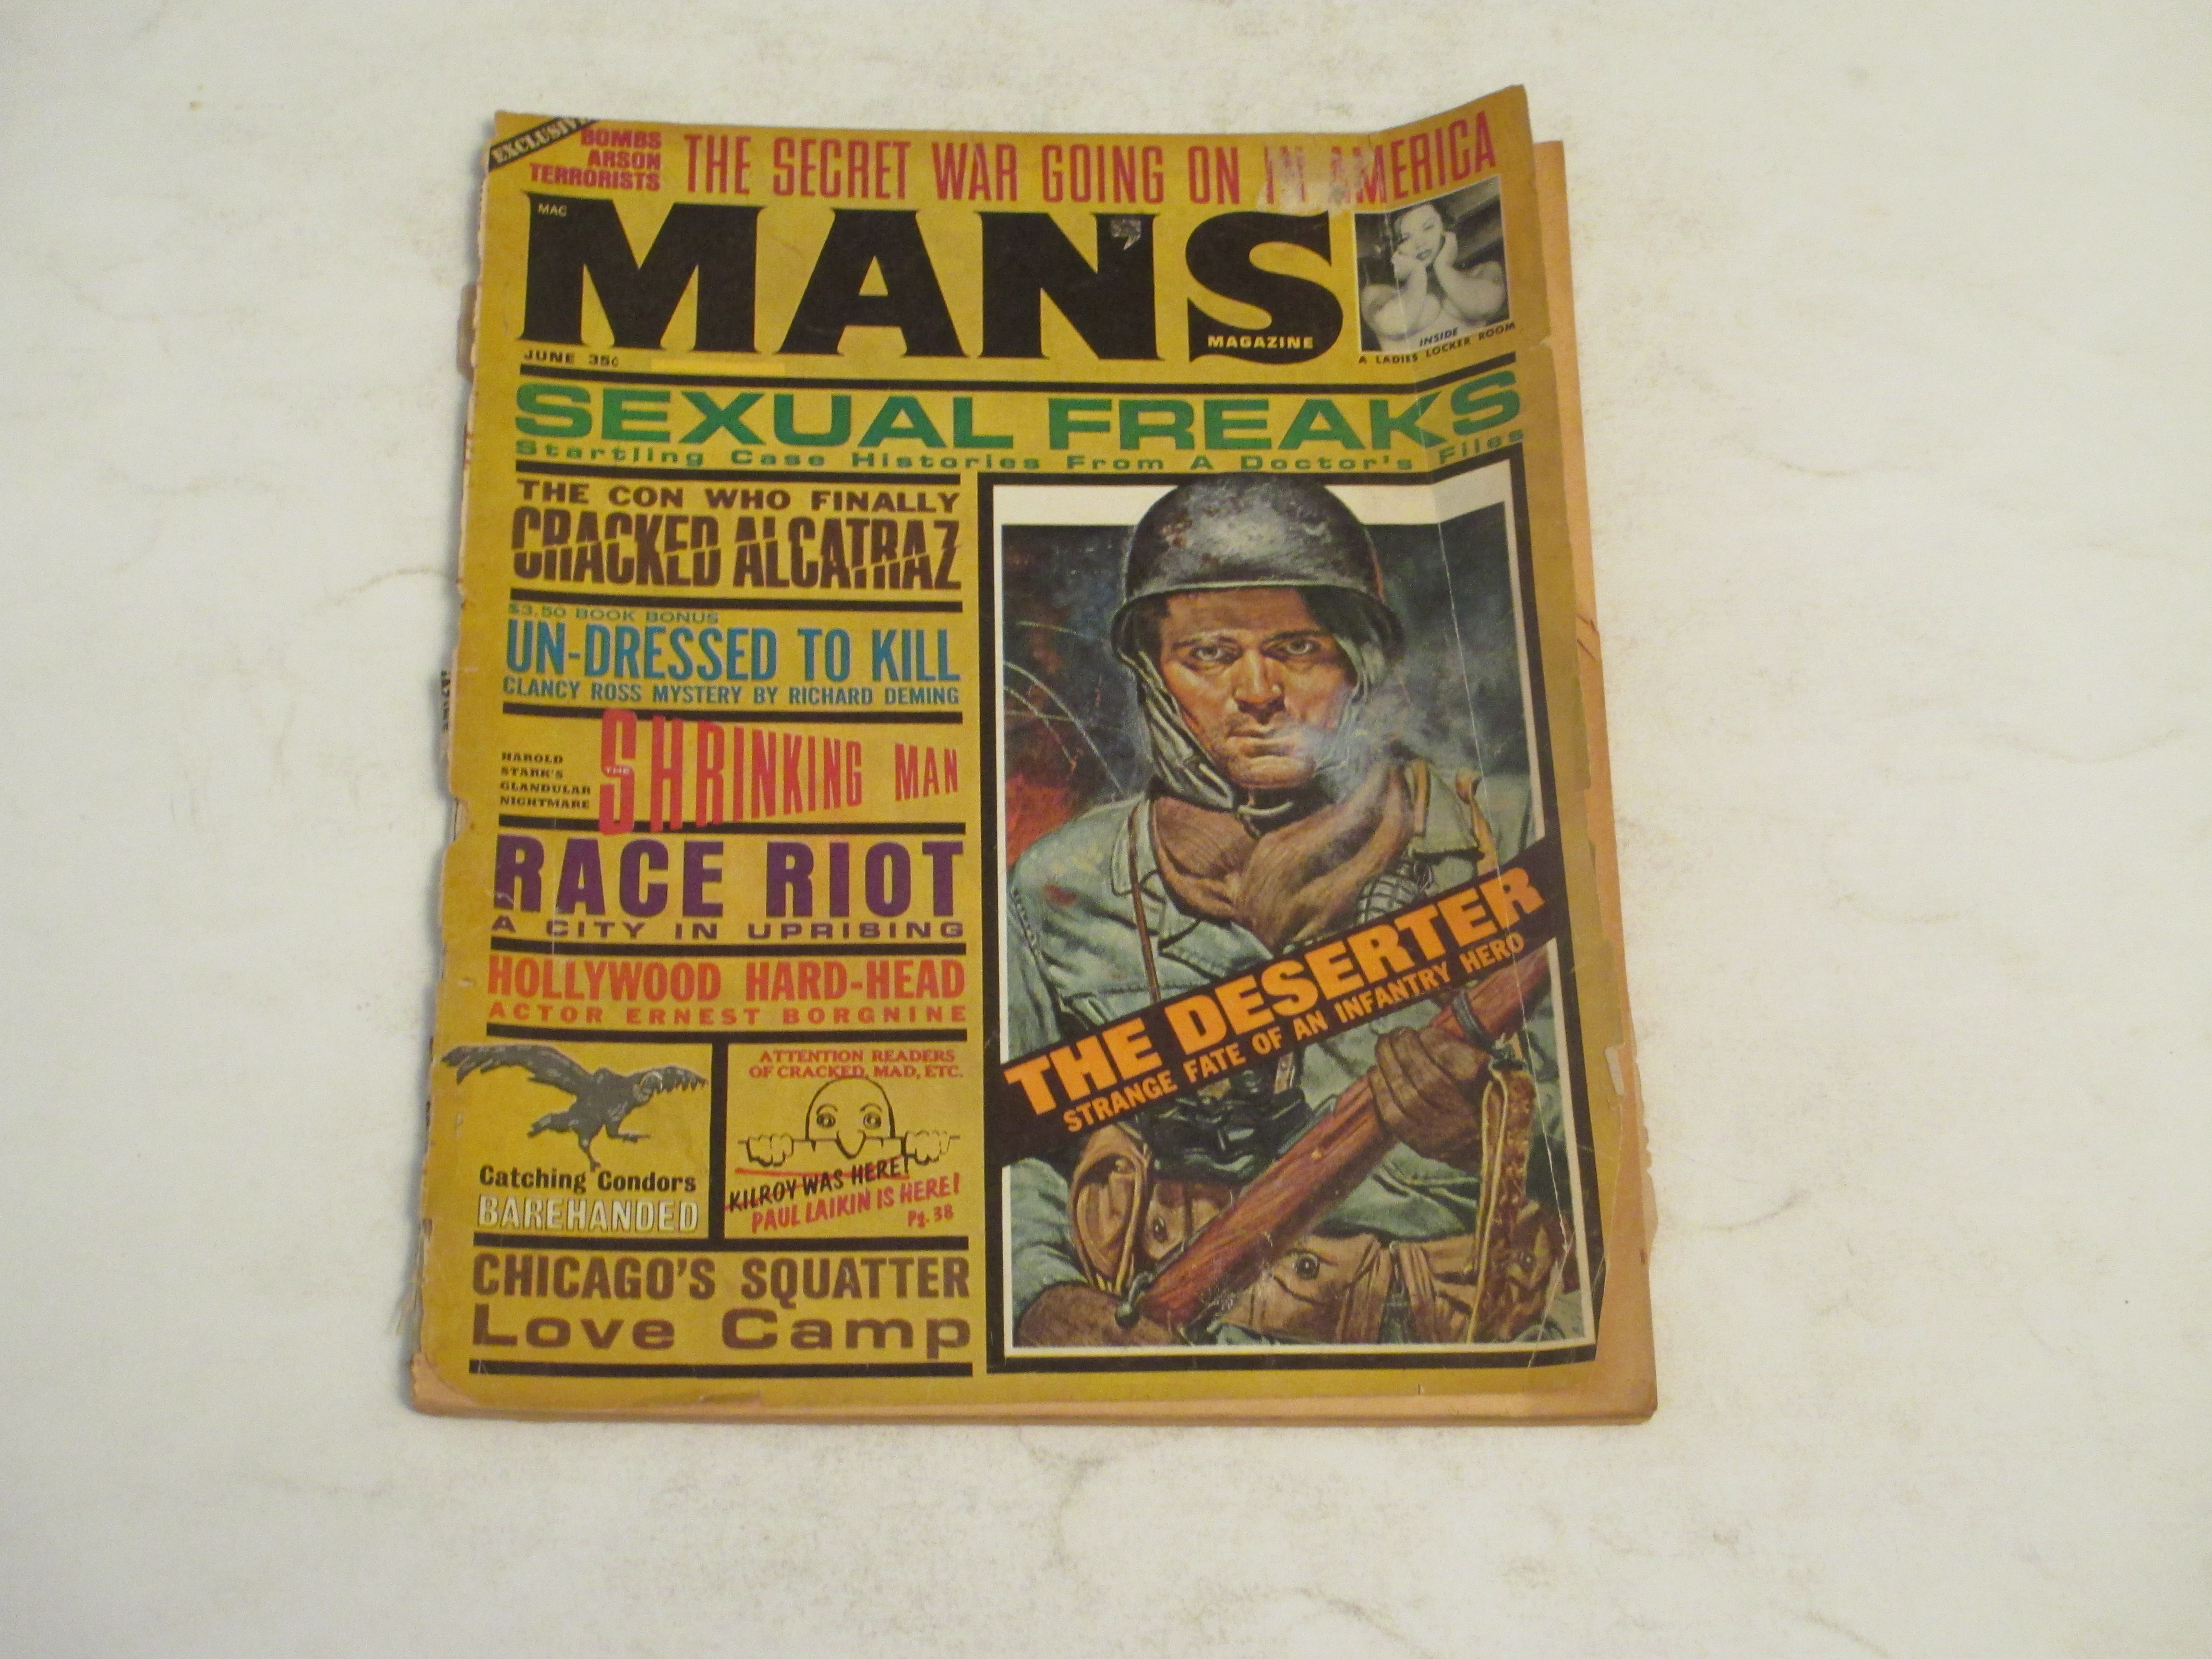 EXCLUSIVE
BOMBS
ARSON
TERRORISTS
THE SECRET WAR GOING ON IN AMERICA
MAC
MAN'S
MAGAZINE
JUNE 35¢
INSIDE
A LADIES LOCKER ROOM
SEXUAL FREAKS
Startling Case Histories From A Doctor's Files
THE CON WHO FINALLY
CRACKED ALCATRAZ
$3.50 BOOK BONUS
UN-DRESSED TO KILL
CLANCY ROSS MYSTERY BY RICHARD DEMING
HAROLD
STARK'S
GLANDULAR
NIGHTMARE
THE SHRINKING MAN
RACE RIOT
A CITY IN UPRISING
HOLLYWOOD HARD-HEAD
ACTOR ERNEST BORGNINE
Catching Condors
BAREHANDED
ATTENTION READERS
OF CRACKED, MAD, ETC.
KILROY WAS HERE!
PAUL LAIKIN IS HERE!
Pg. 38
CHICAGO'S SQUATTER
Love Camp
THE DESERTER
STRANGE FATE OF AN INFANTRY HERO